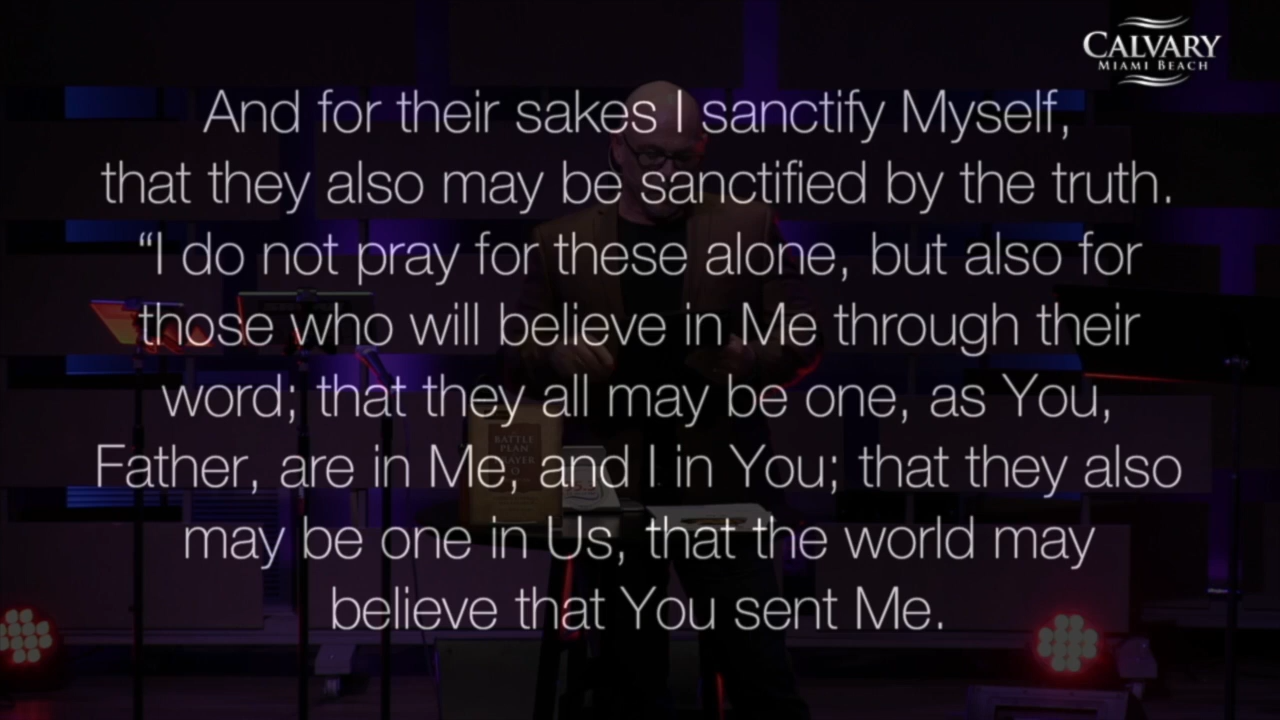 CALVARY
MIAMI BEACH
And for their sakes I sanctify Myself,
that they also may be sanctified by the truth.
“I do not pray for these alone, but also for
those who will believe in Me through their
word; that they all may be one, as You,
Father, are in Me, and I in You; that they also
may be one in Us, that the world may
believe that You sent Me.
BATTLE
PLAN